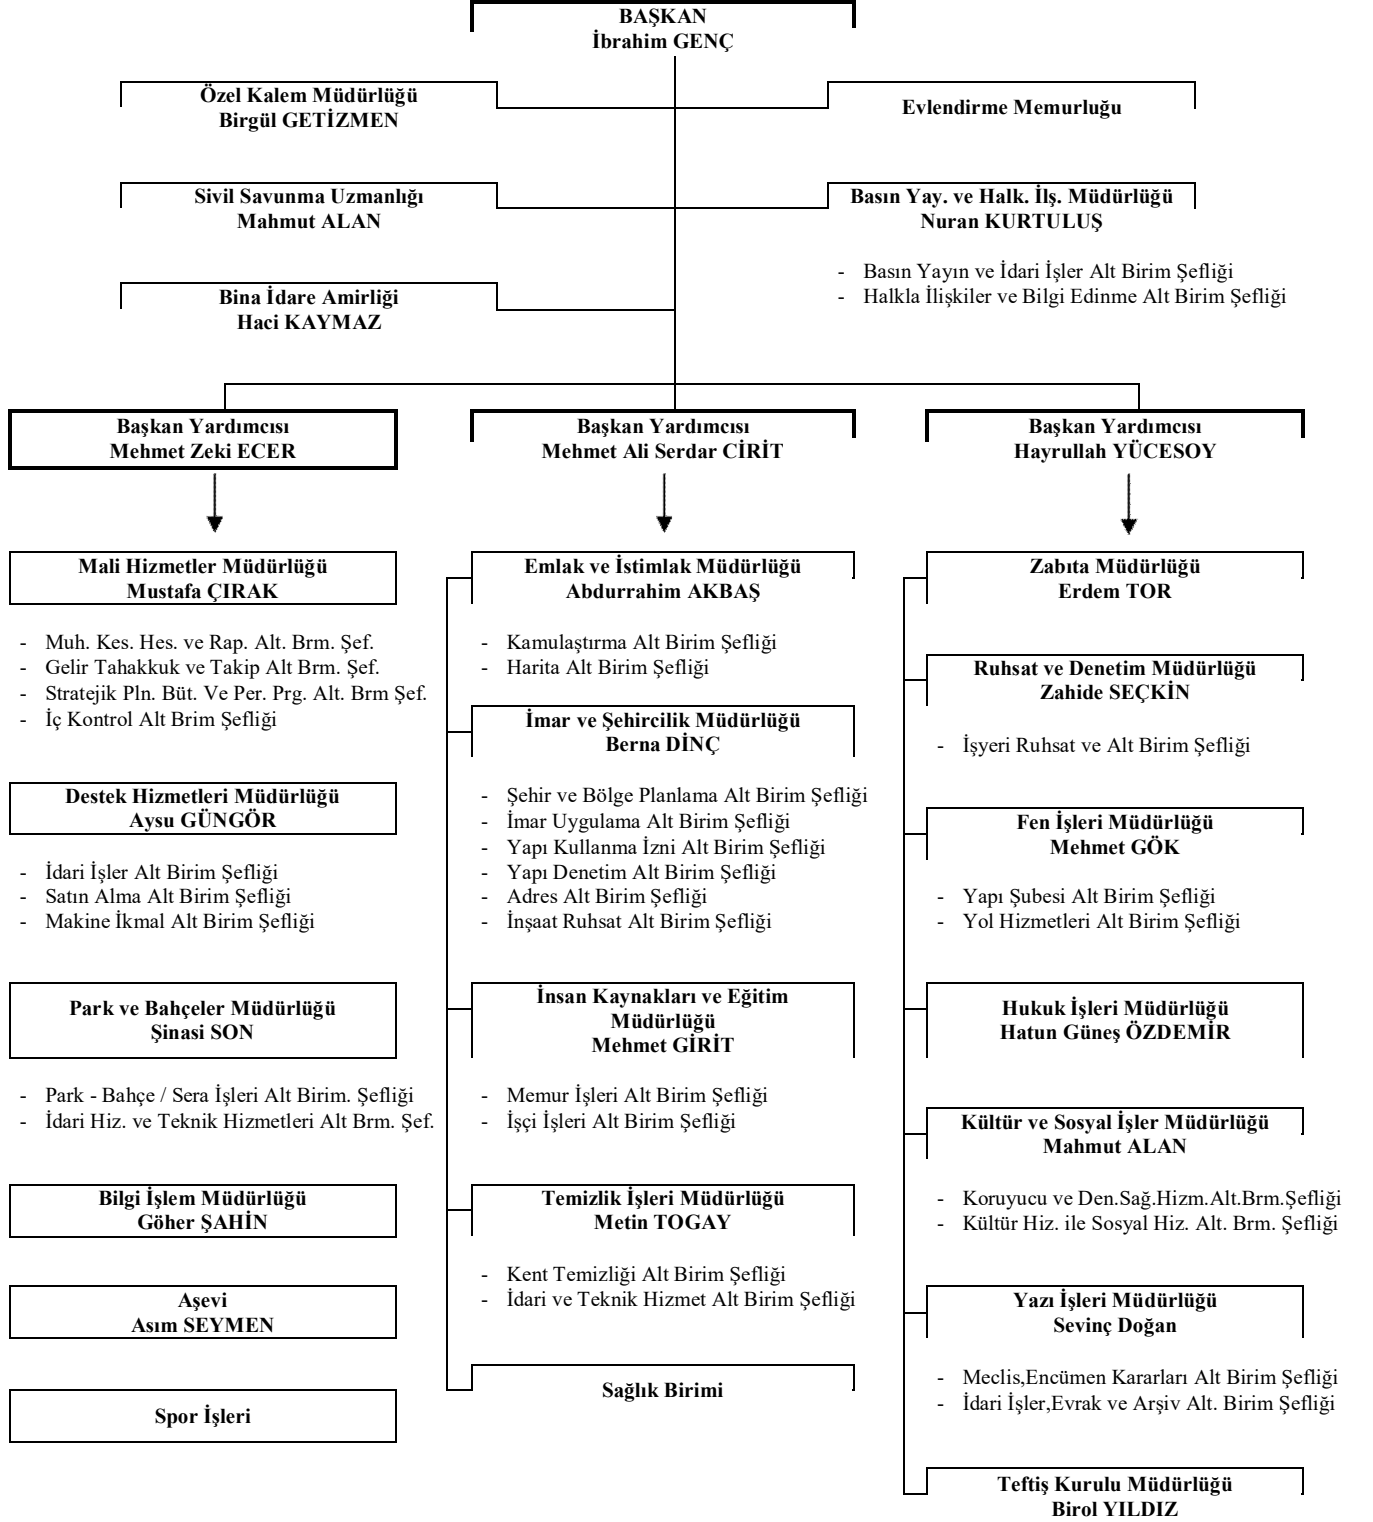 BAŞKAN
İbrahim GENÇ
Özel Kalem Müdürlüğü
Birgül GETİZMEN
Evlendirme Memurluğu
Sivil Savunma Uzmanlığı
Mahmut ALAN
Basın Yay. ve Halk. İlş. Müdürlüğü
Nuran KURTULUŞ
- Basın Yayın ve İdari İşler Alt Birim Şefliği
- Halkla İlişkiler ve Bilgi Edinme Alt Birim Şefliği
Bina İdare Amirliği
Haci KAYMAZ
Başkan Yardımcısı
Mehmet Zeki ECER
Mali Hizmetler Müdürlüğü
Mustafa ÇIRAK
- Muh. Kes. Hes. ve Rap. Alt. Brm. Şef.
- Gelir Tahakkuk ve Takip Alt Brm. Şef.
- Stratejik Pln. Büt. Ve Per. Prg. Alt. Brm Şef.
- İç Kontrol Alt Brim Şefliği
Destek Hizmetleri Müdürlüğü
Aysu GÜNGÖR
- İdari İşler Alt Birim Şefliği
- Satın Alma Alt Birim Şefliği
- Makine İkmal Alt Birim Şefliği
Park ve Bahçeler Müdürlüğü
Şinasi SON
- Park - Bahçe / Sera İşleri Alt Birim. Şefliği
- İdari Hiz. ve Teknik Hizmetleri Alt Brm. Şef.
Bilgi İşlem Müdürlüğü
Göher ŞAHİN
Aşevi
Asım SEYMEN
Spor İşleri
Başkan Yardımcısı
Mehmet Ali Serdar CİRİT
Emlak ve İstimlak Müdürlüğü
Abdurrahim AKBAŞ
- Kamulaştırma Alt Birim Şefliği
- Harita Alt Birim Şefliği
İmar ve Şehircilik Müdürlüğü
Berna DİNÇ
- Şehir ve Bölge Planlama Alt Birim Şefliği
- İmar Uygulama Alt Birim Şefliği
- Yapı Kullanma İzni Alt Birim Şefliği
- Yapı Denetim Alt Birim Şefliği
- Adres Alt Birim Şefliği
- İnşaat Ruhsat Alt Birim Şefliği
İnsan Kaynakları ve Eğitim
Müdürlüğü
Mehmet GİRİT
- Memur İşleri Alt Birim Şefliği
- İşçi İşleri Alt Birim Şefliği
Temizlik İşleri Müdürlüğü
Metin TOGAY
- Kent Temizliği Alt Birim Şefliği
- İdari ve Teknik Hizmet Alt Birim Şefliği
Sağlık Birimi
Başkan Yardımcısı
Hayrullah YÜCESOY
Zabıta Müdürlüğü
Erdem TOR
Ruhsat ve Denetim Müdürlüğü
Zahide SEÇKİN
- İşyeri Ruhsat ve Alt Birim Şefliği
Fen İşleri Müdürlüğü
Mehmet GÖK
- Yapı Şubesi Alt Birim Şefliği
- Yol Hizmetleri Alt Birim Şefliği
Hukuk İşleri Müdürlüğü
Hatun Güneş ÖZDEMİR
Kültür ve Sosyal İşler Müdürlüğü
Mahmut ALAN
- Koruyucu ve Den.Sağ.Hizm.Alt.Brm.Şefliği
- Kültür Hiz. ile Sosyal Hiz. Alt. Brm. Şefliği
Yazı İşleri Müdürlüğü
Sevinç Doğan
- Meclis,Encümen Kararları Alt Birim Şefliği
- İdari İşler,Evrak ve Arşiv Alt. Birim Şefliği
Teftiş Kurulu Müdürlüğü
Birol YILDIZ